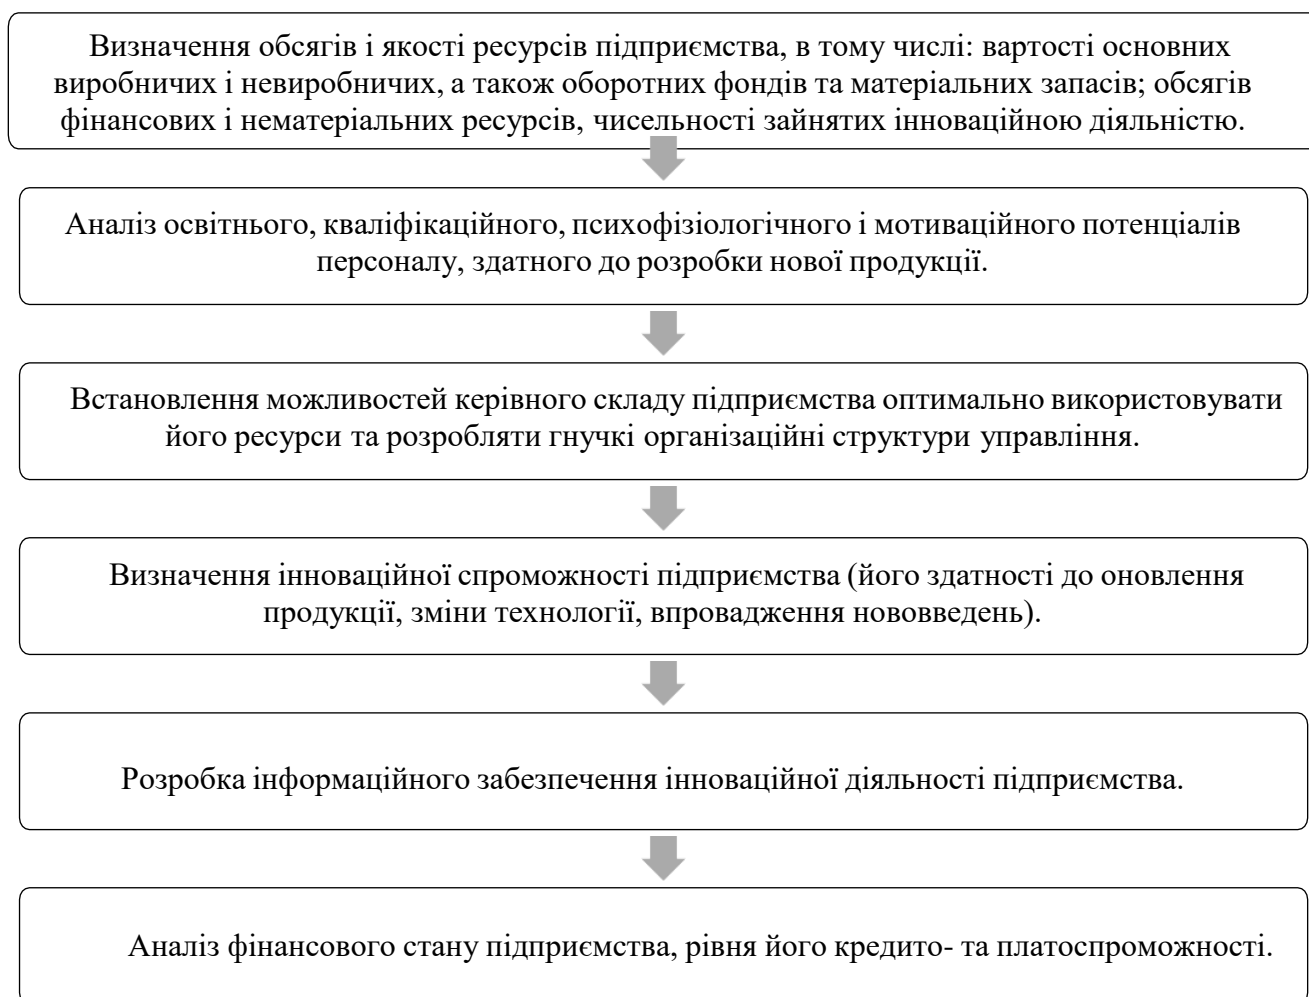 Визначення обсягів і якості ресурсів підприємства, в тому числі: вартості основних
виробничих і невиробничих, а також оборотних фондів та матеріальних запасів; обсягів
фінансових і нематеріальних ресурсів, чисельності зайнятих інноваційною діяльністю.
Аналіз освітнього, кваліфікаційного, психофізіологічного і мотиваційного потенціалів
персоналу, здатного до розробки нової продукції.
Встановлення можливостей керівного складу підприємства оптимально використовувати
його ресурси та розробляти гнучкі організаційні структури управління.
Визначення інноваційної спроможності підприємства (його здатності до оновлення
продукції, зміни технології, впровадження нововведень).
Розробка інформаційного забезпечення інноваційної діяльності підприємства.
Аналіз фінансового стану підприємства, рівня його кредито- та платоспроможності.